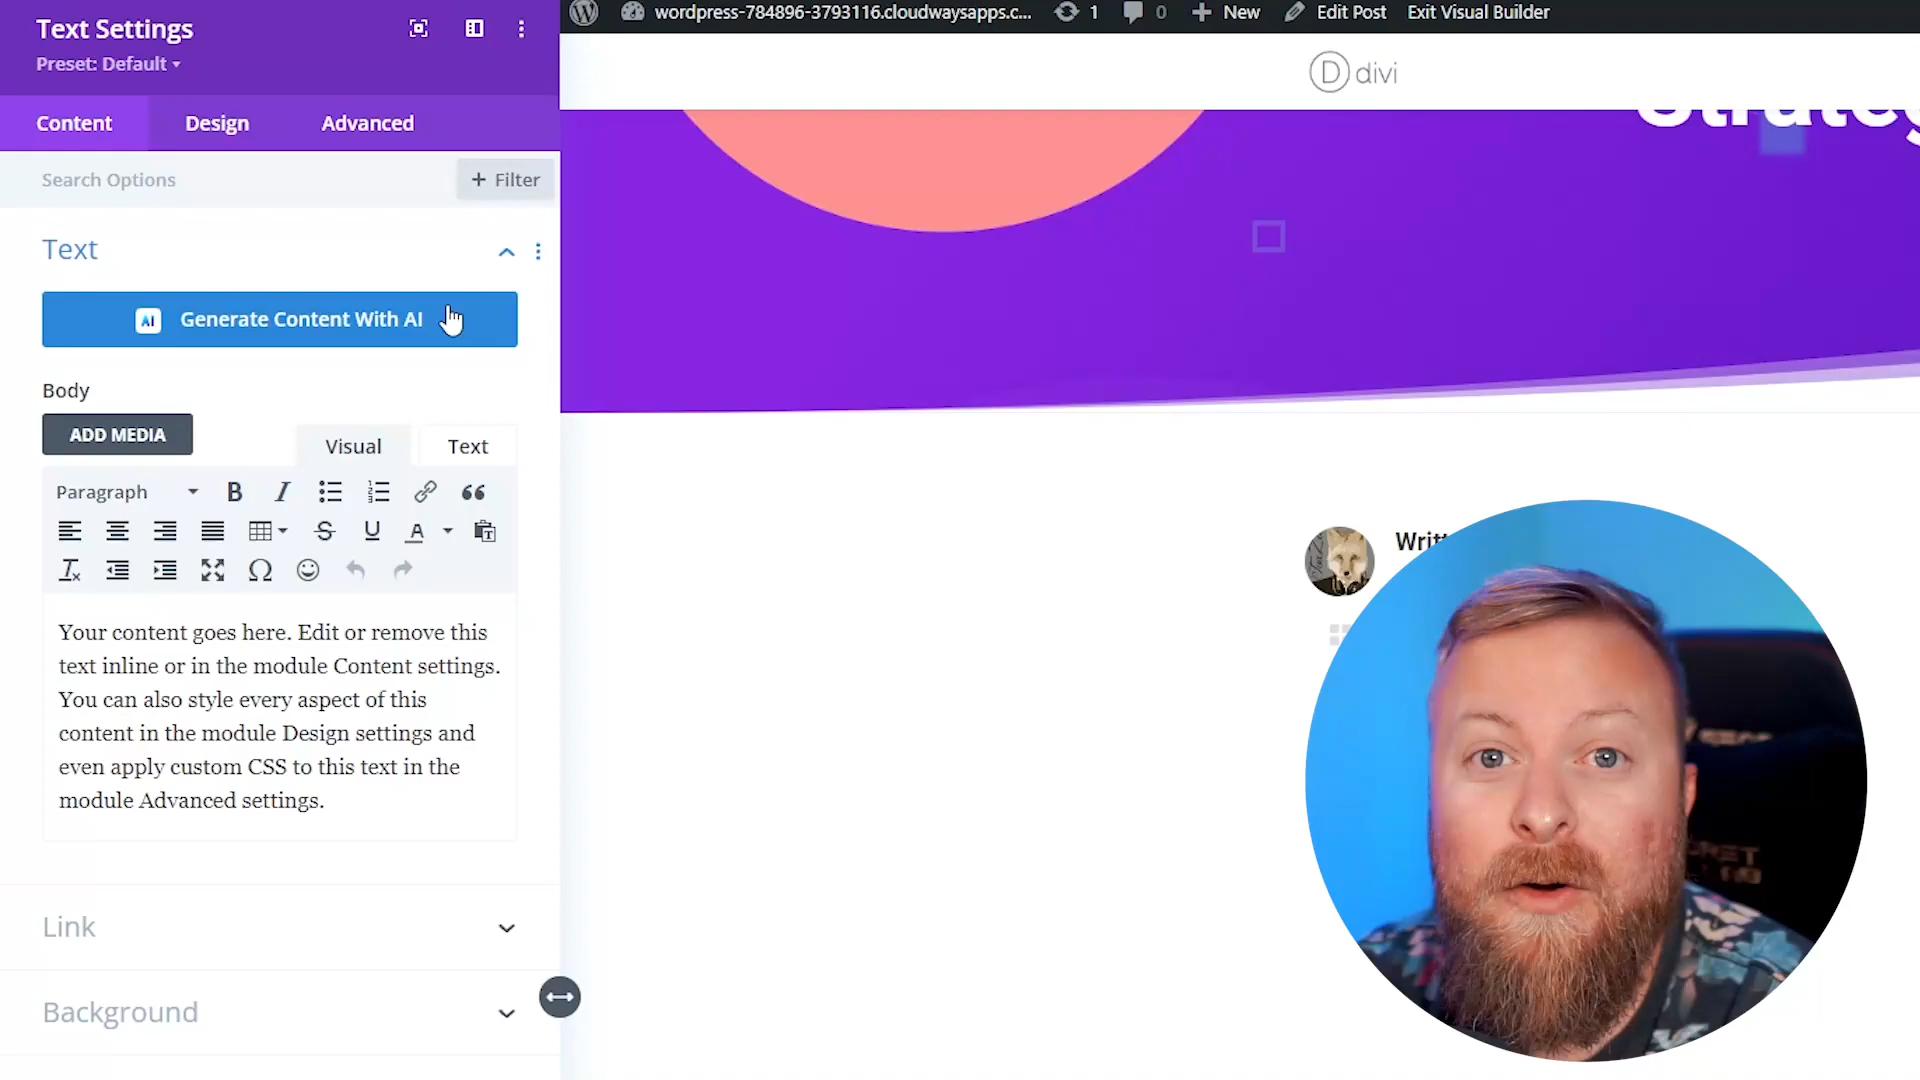 Text Settings
Preset: Default
Content
Design
Advanced
Search Options
+ Filter
wordpress-784896-3793116.cloudwaysapps.c...
1
0
New
Edit Post
Exit Visual Builder
D divi
Text
AI Generate Content With AI
Body
ADD MEDIA
Visual
Text
Paragraph
Your content goes here. Edit or remove this
text inline or in the module Content settings.
You can also style every aspect of this
content in the module Design settings and
even apply custom CSS to this text in the
module Advanced settings.
Link
Background